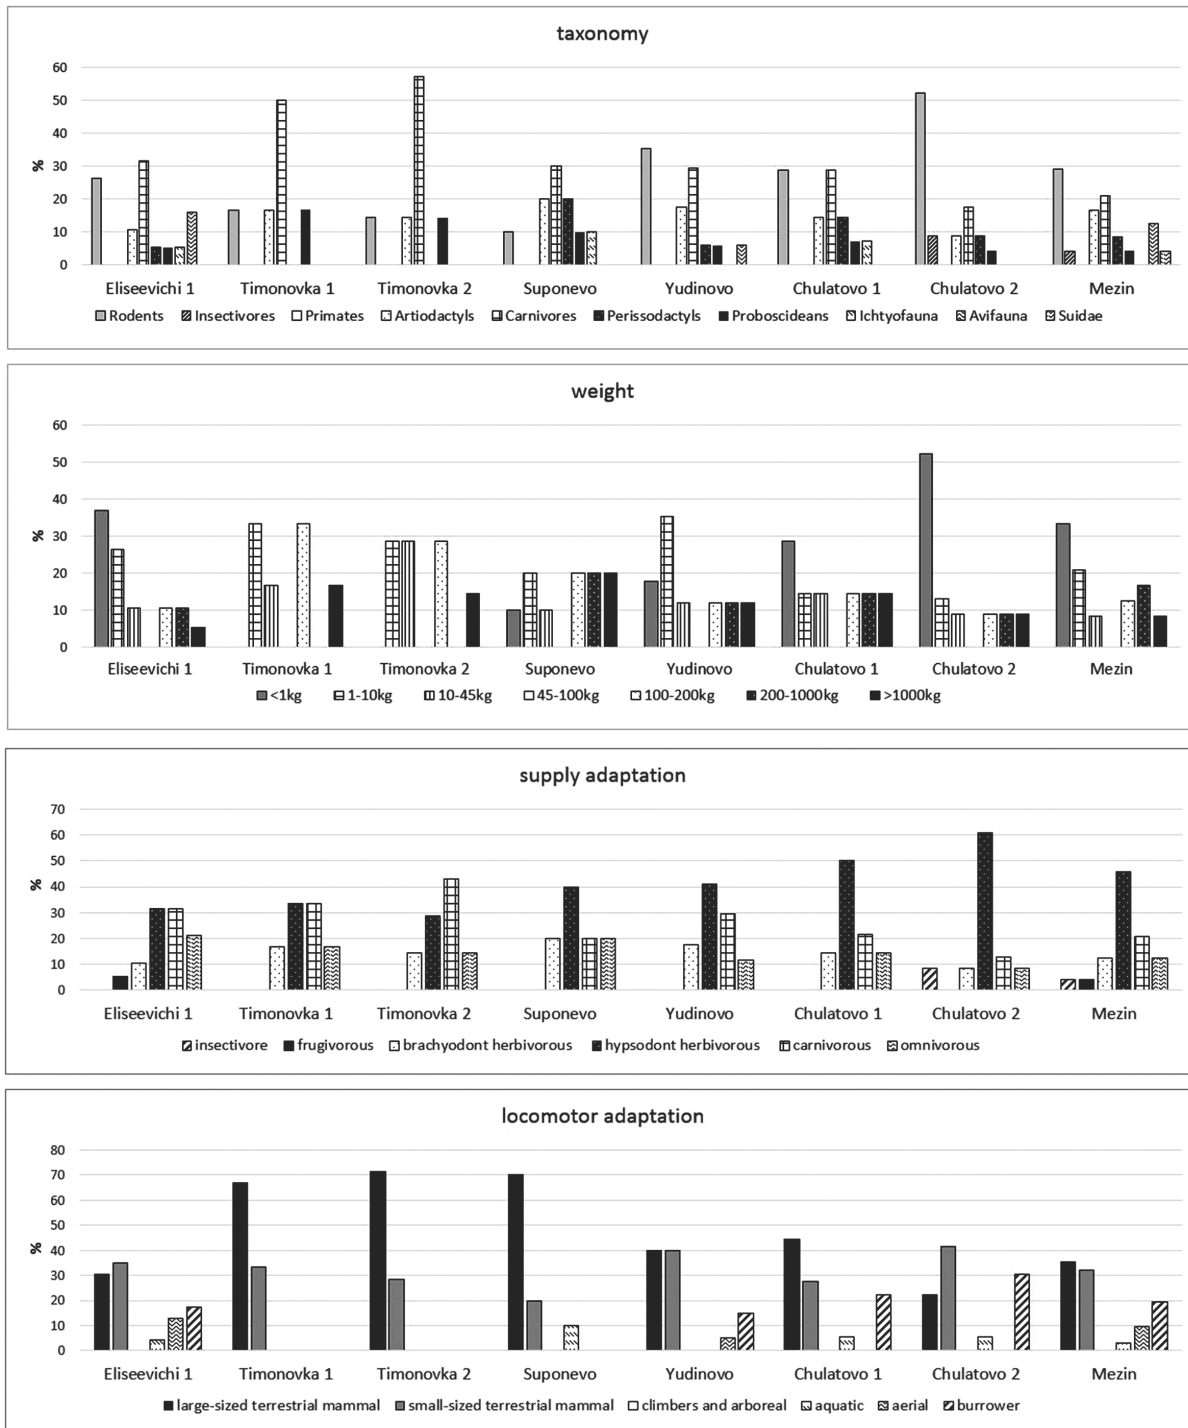 taxonomy
60
50
40
30
20
10
0
%
Eliseevichi 1 Timonovka 1 Timonovka 2 Suponevo Yudinovo Chulatovo 1 Chulatovo 2 Mezin
Rodents Insectivores Primates Artiodactyls Carnivores Perissodactyls Proboscideans Ichtyofauna Avifauna Suidae
weight
60
50
40
30
20
10
0
%
Eliseevichi 1 Timonovka 1 Timonovka 2 Suponevo Yudinovo Chulatovo 1 Chulatovo 2 Mezin
<1kg 1-10kg 10-45kg 45-100kg 100-200kg 200-1000kg >1000kg
supply adaptation
70
60
50
40
30
20
10
0
%
Eliseevichi 1 Timonovka 1 Timonovka 2 Suponevo Yudinovo Chulatovo 1 Chulatovo 2 Mezin
insectivore frugivorous brachyodont herbivorous hypsodont herbivorous carnivorous omnivorous
locomotor adaptation
80
70
60
50
40
30
20
10
0
%
Eliseevichi 1 Timonovka 1 Timonovka 2 Suponevo Yudinovo Chulatovo 1 Chulatovo 2 Mezin
large-sized terrestrial mammal small-sized terrestrial mammal climbers and arboreal aquatic aerial burrower